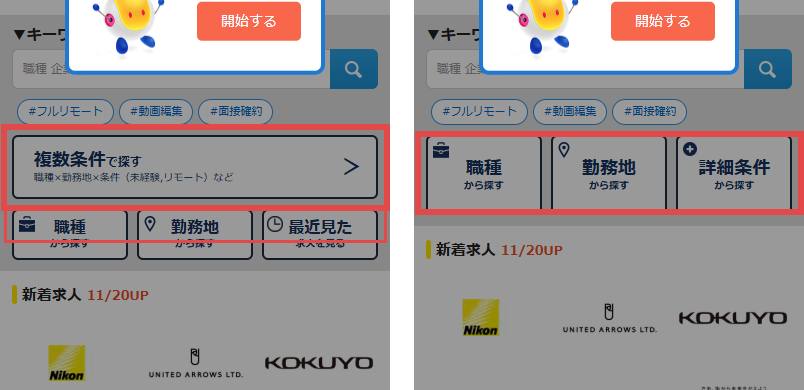 開始する
▼キーワ
職種 企
#フルリモート
#動画編集
#面接確約
複数条件で探す
職種×勤務地×条件（未経験,リモート）など
職種
から探す
勤務地
から探す
最近見た
求人を見る
新着求人 11/20UP
Nikon
UNITED ARROWS LTD.
KOKUYO
開始する
▼キーワ
職種 企
#フルリモート
#動画編集
#面接確約
職種
から探す
勤務地
から探す
詳細条件
から探す
新着求人 11/20UP
Nikon
UNITED ARROWS LTD.
KOKUYO